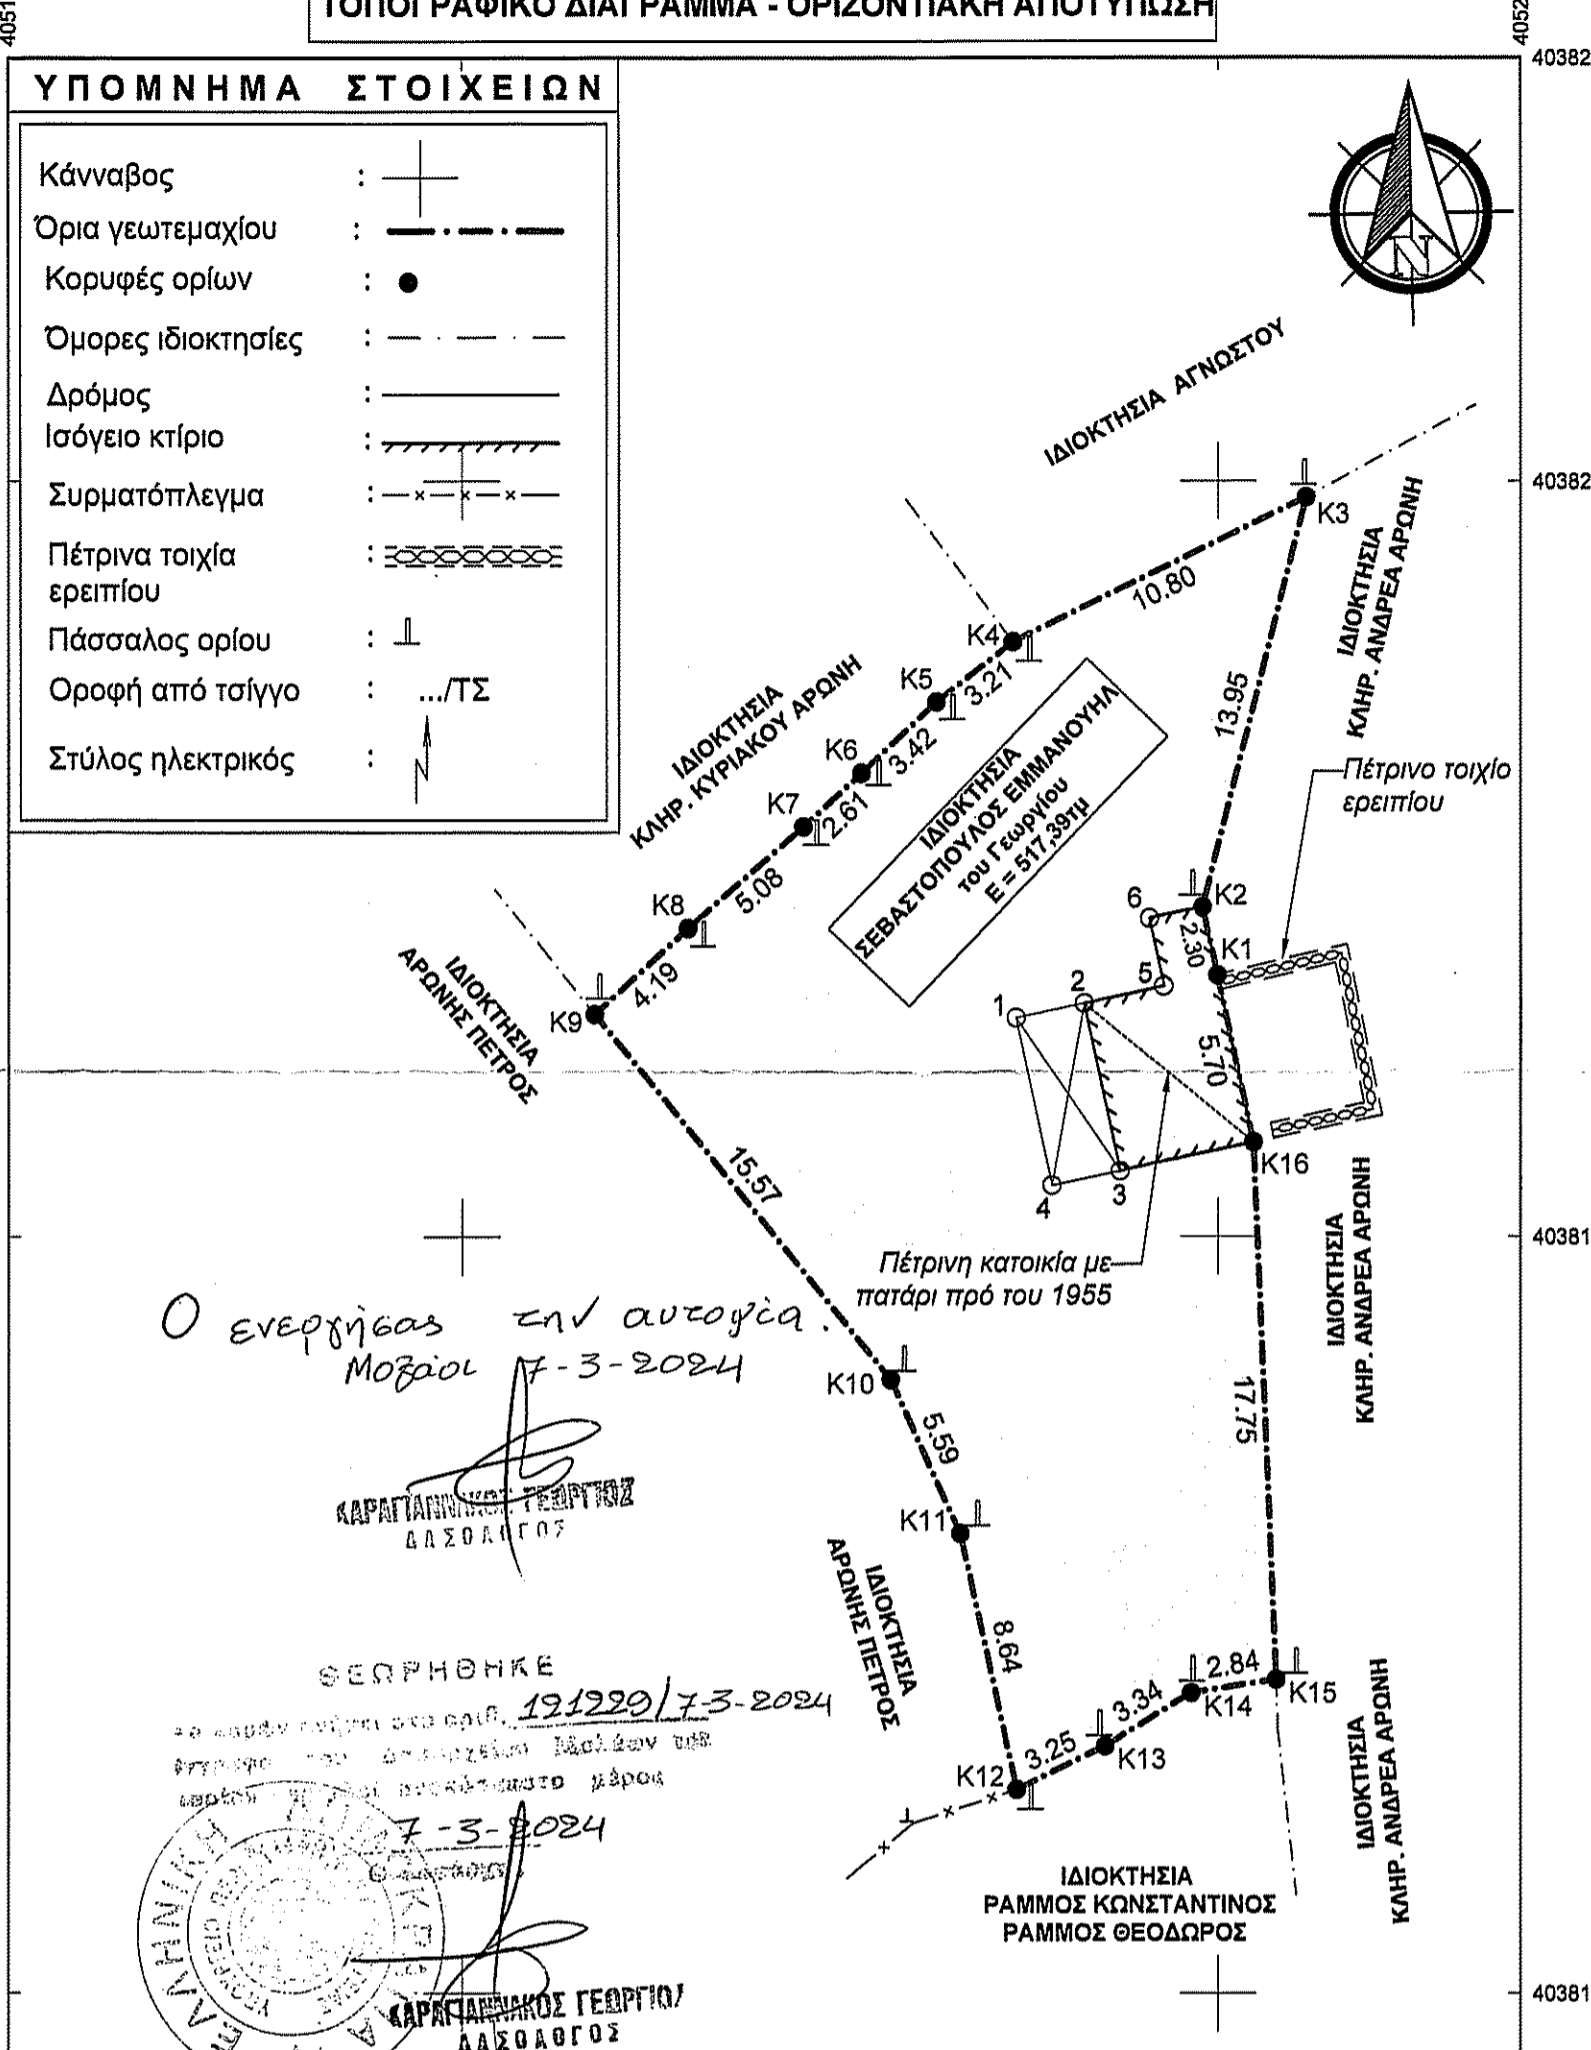 ΤΟΠΟΓΡΑΦΙΚΟ ΔΙΑΓΡΑΜΜΑ - ΟΡΙΖΟΝΤΙΑΚΗ ΑΠΟΤΥΠΩΣΗ
4051
4052
40382
ΥΠΟΜΝΗΜΑ ΣΤΟΙΧΕΙΩΝ
Κάνναβος :
Όρια γεωτεμαχίου :
Κορυφές ορίων :
Όμορες ιδιοκτησίες :
Δρόμος :
Ισόγειο κτίριο :
Συρματόπλεγμα :
Πέτρινα τοιχία :
ερειπίου
Πάσσαλος ορίου :
Οροφή από τσίγγο : .../ΤΣ
Στύλος ηλεκτρικός :
N
ΙΔΙΟΚΤΗΣΙΑ ΑΓΝΩΣΤΟΥ
40382
K3
10.80
ΙΔΙΟΚΤΗΣΙΑ
ΚΛΗΡ. ΑΝΔΡΕΑ ΑΡΩΝΗ
K4
3.21
13.95
K5
3.42
ΙΔΙΟΚΤΗΣΙΑ
ΚΛΗΡ. ΚΥΡΙΑΚΟΥ ΑΡΩΝΗ
K6
2.61
K7
5.08
ΙΔΙΟΚΤΗΣΙΑ
ΣΕΒΑΣΤΟΠΟΥΛΟΣ ΕΜΜΑΝΟΥΗΛ
του Γεωργίου
Ε = 517,39τμ
Πέτρινο τοιχίο
ερειπίου
K8
4.19
6
K2
2.30
K1
5
2
1
K9
ΙΔΙΟΚΤΗΣΙΑ
ΑΡΩΝΗΣ ΠΕΤΡΟΣ
5.70
K16
3
4
15.57
40381
Πέτρινη κατοικία με
πατάρι πρό του 1955
ΙΔΙΟΚΤΗΣΙΑ
ΚΛΗΡ. ΑΝΔΡΕΑ ΑΡΩΝΗ
Ο ενεργήσας την αυτοψία.
Μολάοι 7-3-2024
K10
5.59
17.75
ΚΑΡΑΓΙΑΝΝΑΚΟΣ ΓΕΩΡΓΙΟΣ
ΔΑΣΟΛΟΓΟΣ
K11
8.64
ΙΔΙΟΚΤΗΣΙΑ
ΑΡΩΝΗΣ ΠΕΤΡΟΣ
ΘΕΩΡΗΘΗΚΕ
191229/7-3-2024
μέρος
7-3-2024
2.84
K15
K14
3.34
K13
3.25
K12
ΙΔΙΟΚΤΗΣΙΑ
ΚΛΗΡ. ΑΝΔΡΕΑ ΑΡΩΝΗ
ΙΔΙΟΚΤΗΣΙΑ
ΡΑΜΜΟΣ ΚΩΝΣΤΑΝΤΙΝΟΣ
ΡΑΜΜΟΣ ΘΕΟΔΩΡΟΣ
40381
ΚΑΡΑΓΙΑΝΝΑΚΟΣ ΓΕΩΡΓΙΟΣ
ΔΑΣΟΛΟΓΟΣ